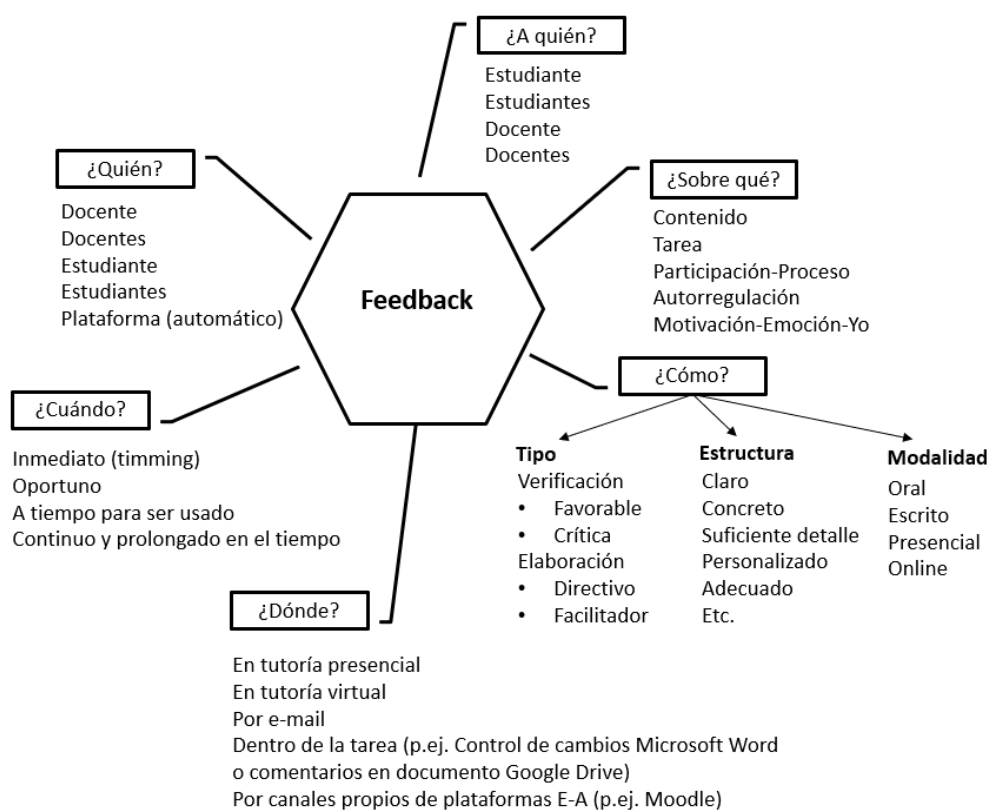 ¿A quién?
Estudiante
Estudiantes
Docente
Docentes
¿Quién?
Docente
Docentes
Estudiante
Estudiantes
Plataforma (automático)
¿Sobre qué?
Contenido
Tarea
Participación-Proceso
Autorregulación
Motivación-Emoción-Yo
Feedback
¿Cuándo?
Inmediato (timming)
Oportuno
A tiempo para ser usado
Continuo y prolongado en el tiempo
¿Cómo?
Tipo
Verificación
• Favorable
• Crítica
Elaboración
• Directivo
• Facilitador
Estructura
Claro
Concreto
Suficiente detalle
Personalizado
Adecuado
Etc.
Modalidad
Oral
Escrito
Presencial
Online
¿Dónde?
En tutoría presencial
En tutoría virtual
Por e-mail
Dentro de la tarea (p.ej. Control de cambios Microsoft Word
o comentarios en documento Google Drive)
Por canales propios de plataformas E-A (p.ej. Moodle)